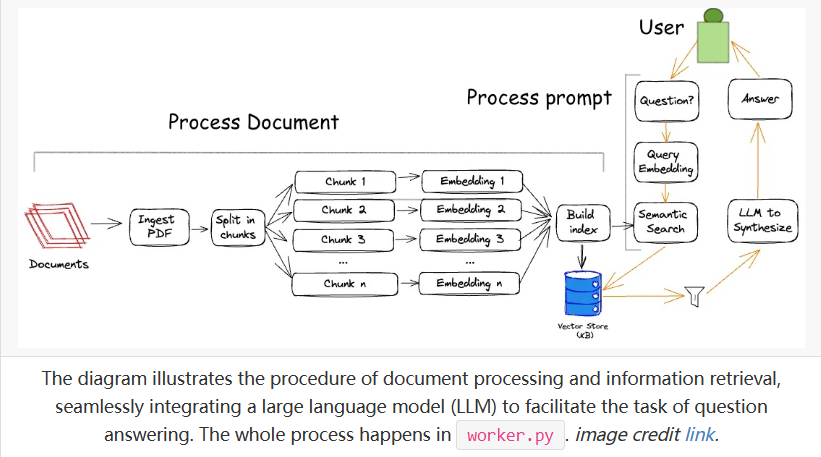 User
Process prompt
Process Document
Question?
Answer
Query
Embedding
Chunk 1
Embedding 1
Chunk 2
Embedding 2
Chunk 3
Embedding 3
...
...
Chunk n
Embedding n
Ingest
PDF
Split in
chunks
Build
index
Semantic
Search
LLM to
Synthesize
Documents
Vector Store
(KB)
The diagram illustrates the procedure of document processing and information retrieval,
seamlessly integrating a large language model (LLM) to facilitate the task of question
answering. The whole process happens in worker.py . image credit link.